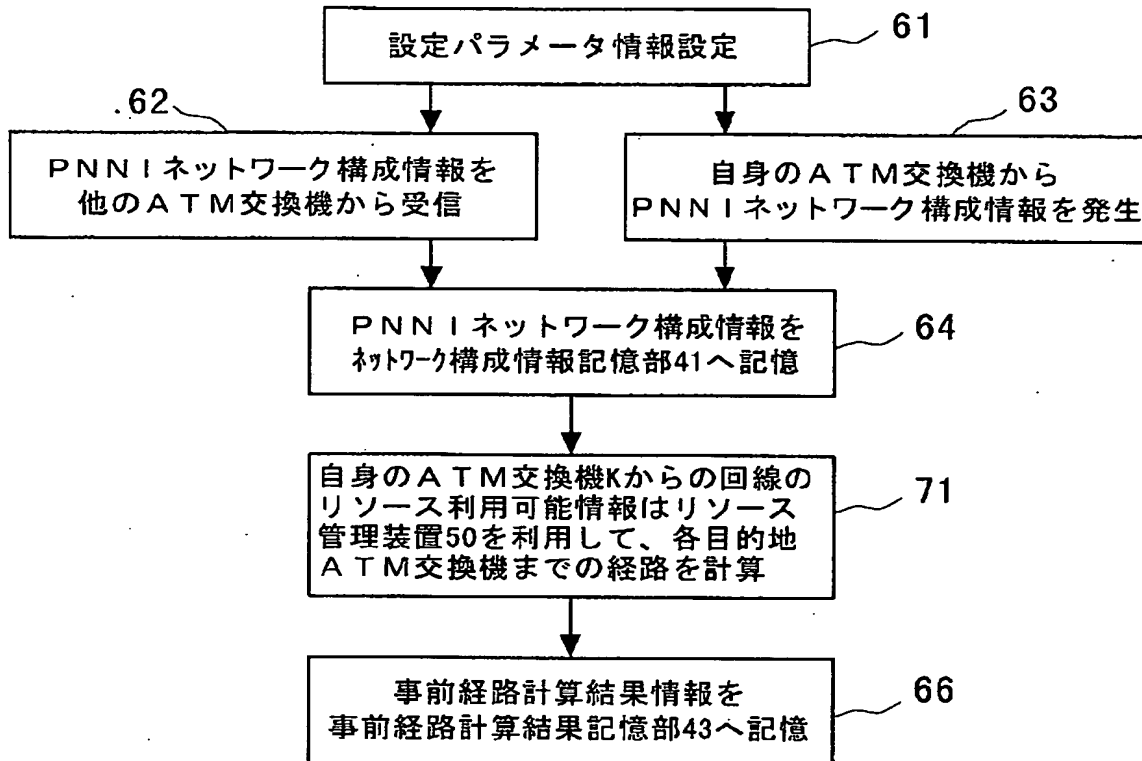 設定パラメータ情報設定
61
.62
63
PNNIネットワーク構成情報を
他のATM交換機から受信
自身のATM交換機から
PNNIネットワーク構成情報を発生
PNNIネットワーク構成情報を
ネットワーク構成情報記憶部41へ記憶
64
自身のATM交換機Kからの回線の
リソース利用可能情報はリソース
管理装置50を利用して、各目的地
ATM交換機までの経路を計算
71
事前経路計算結果情報を
事前経路計算結果記憶部43へ記憶
66